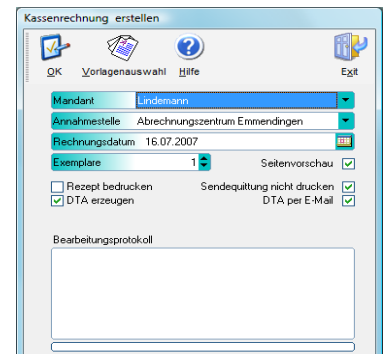 Kassenrechnung erstellen
OK Vorlagenauswahl Hilfe Exit
Mandant Lindemann
Annahmestelle Abrechnungszentrum Emmendingen
Rechnungsdatum 16.07.2007
Exemplare 1 Seitenvorschau
Rezept bedrucken Sendequittung nicht drucken
DTA erzeugen DTA per E-Mail
Bearbeitungsprotokoll